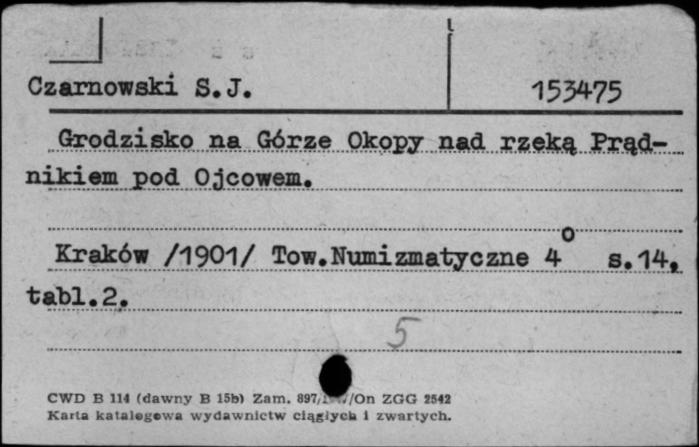 Czarnowski S.J.
153475
Grodzisko na Górze Okopy nad rzeką Prąd-
nikiem pod Ojcowem.
Kraków /1901/ Tow.Numizmatyczne 4° s.14,
tabl.2.
5
CWD B 114 (dawny B 15b) Zam. 897/ /On ZGG 2542
Karta katalogowa wydawnictw ciągłych i zwartych.